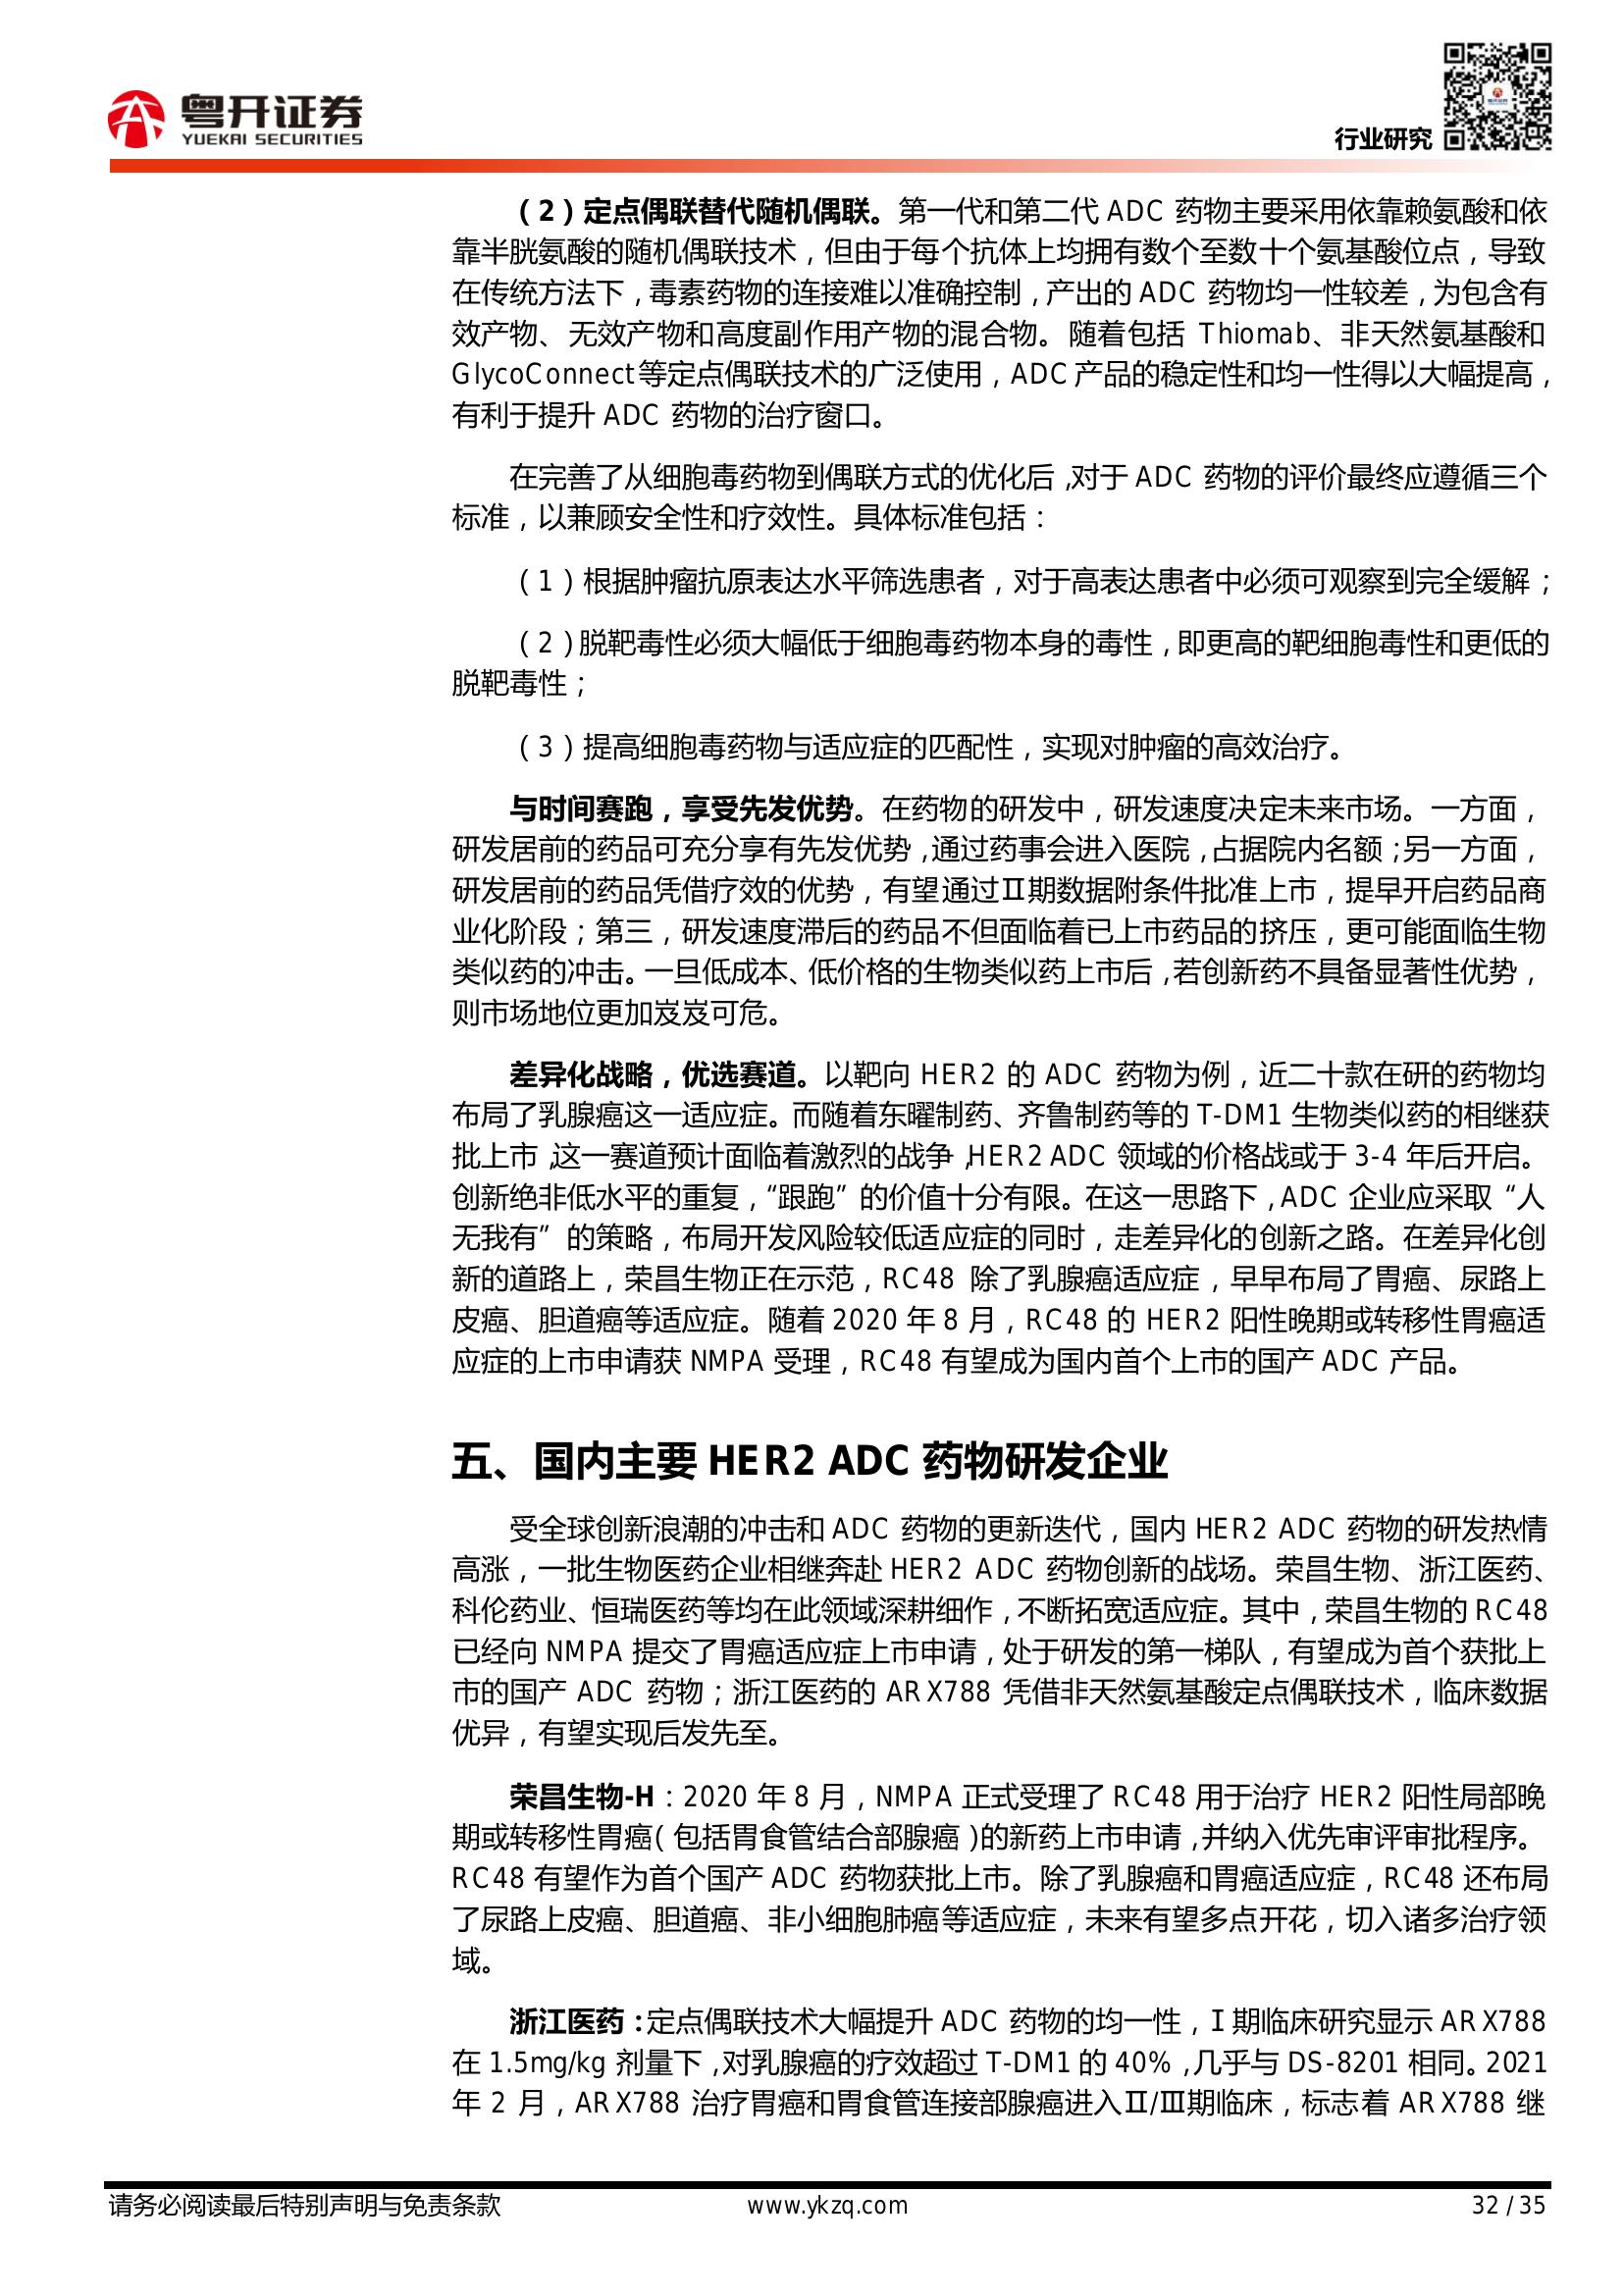 粤开证券
YUEKAI SECURITIES
行业研究
（2）定点偶联替代随机偶联。第一代和第二代 ADC 药物主要采用依靠赖氨酸和依
靠半胱氨酸的随机偶联技术，但由于每个抗体上均拥有数个至数十个氨基酸位点，导致
在传统方法下，毒素药物的连接难以准确控制，产出的 ADC 药物均一性较差，为包含有
效产物、无效产物和高度副作用产物的混合物。随着包括 Thiomab、非天然氨基酸和
GlycoConnect 等定点偶联技术的广泛使用，ADC 产品的稳定性和均一性得以大幅提高，
有利于提升 ADC 药物的治疗窗口。
在完善了从细胞毒药物到偶联方式的优化后，对于 ADC 药物的评价最终应遵循三个
标准，以兼顾安全性和疗效性。具体标准包括：
（1）根据肿瘤抗原表达水平筛选患者，对于高表达患者中必须可观察到完全缓解；
（2）脱靶毒性必须大幅低于细胞毒药物本身的毒性，即更高的靶细胞毒性和更低的
脱靶毒性；
（3）提高细胞毒药物与适应症的匹配性，实现对肿瘤的高效治疗。
与时间赛跑，享受先发优势。在药物的研发中，研发速度决定未来市场。一方面，
研发居前的药品可充分享有先发优势，通过药事会进入医院，占据院内名额；另一方面，
研发居前的药品凭借疗效的优势，有望通过Ⅱ期数据附条件批准上市，提早开启药品商
业化阶段；第三，研发速度滞后的药品不但面临着已上市药品的挤压，更可能面临生物
类似药的冲击。一旦低成本、低价格的生物类似药上市后，若创新药不具备显著性优势，
则市场地位更加岌岌可危。
差异化战略，优选赛道。以靶向 HER2 的 ADC 药物为例，近二十款在研的药物均
布局了乳腺癌这一适应症。而随着东曜制药、齐鲁制药等的 T-DM1 生物类似药的相继获
批上市，这一赛道预计面临着激烈的战争，HER2 ADC 领域的价格战或于 3-4 年后开启。
创新绝非低水平的重复，“跟跑”的价值十分有限。在这一思路下，ADC 企业应采取“人
无我有”的策略，布局开发风险较低适应症的同时，走差异化的创新之路。在差异化创
新的道路上，荣昌生物正在示范，RC48 除了乳腺癌适应症，早早布局了胃癌、尿路上
皮癌、胆道癌等适应症。随着 2020 年 8 月，RC48 的 HER2 阳性晚期或转移性胃癌适
应症的上市申请获 NMPA 受理，RC48 有望成为国内首个上市的国产 ADC 产品。
五、国内主要 HER2 ADC 药物研发企业
受全球创新浪潮的冲击和 ADC 药物的更新迭代，国内 HER2 ADC 药物的研发热情
高涨，一批生物医药企业相继奔赴 HER2 ADC 药物创新的战场。荣昌生物、浙江医药、
科伦药业、恒瑞医药等均在此领域深耕细作，不断拓宽适应症。其中，荣昌生物的 RC48
已经向 NMPA 提交了胃癌适应症上市申请，处于研发的第一梯队，有望成为首个获批上
市的国产 ADC 药物；浙江医药的 ARX788 凭借非天然氨基酸定点偶联技术，临床数据
优异，有望实现后发先至。
荣昌生物-H：2020 年 8 月，NMPA 正式受理了 RC48 用于治疗 HER2 阳性局部晚
期或转移性胃癌（包括胃食管结合部腺癌）的新药上市申请，并纳入优先审评审批程序。
RC48 有望作为首个国产 ADC 药物获批上市。除了乳腺癌和胃癌适应症，RC48 还布局
了尿路上皮癌、胆道癌、非小细胞肺癌等适应症，未来有望多点开花，切入诸多治疗领
域。
浙江医药：定点偶联技术大幅提升 ADC 药物的均一性，Ⅰ期临床研究显示 ARX788
在 1.5mg/kg 剂量下，对乳腺癌的疗效超过 T-DM1 的 40%，几乎与 DS-8201 相同。2021
年 2 月，ARX788 治疗胃癌和胃食管连接部腺癌进入Ⅱ/Ⅲ期临床，标志着 ARX788 继
请务必阅读最后特别声明与免责条款
www.ykzq.com
32 / 35